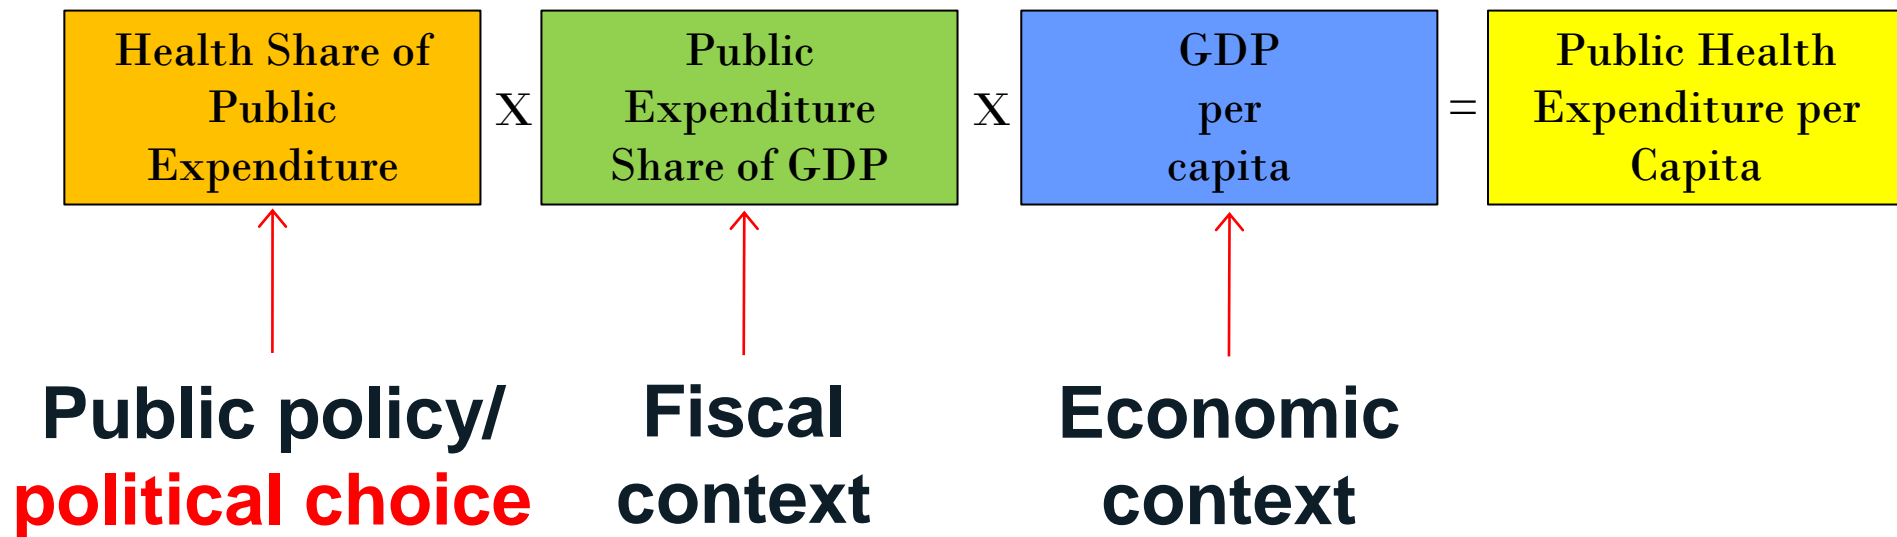 Health Share of
Public
Expenditure
X
Public
Expenditure
Share of GDP
X
GDP
per
capita
=
Public Health
Expenditure per
Capita
Public policy/
political choice
Fiscal
context
Economic
context